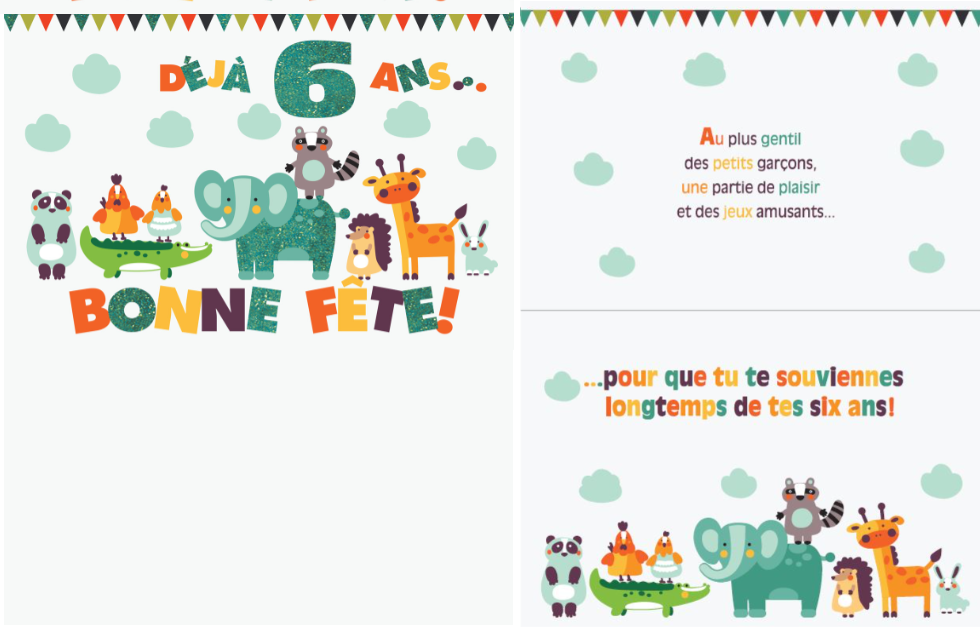 DÉJÀ 6 ANS...
BONNE FÊTE!
Au plus gentil
des petits garçons,
une partie de plaisir
et des jeux amusants...
...pour que tu te souviennes
longtemps de tes six ans!